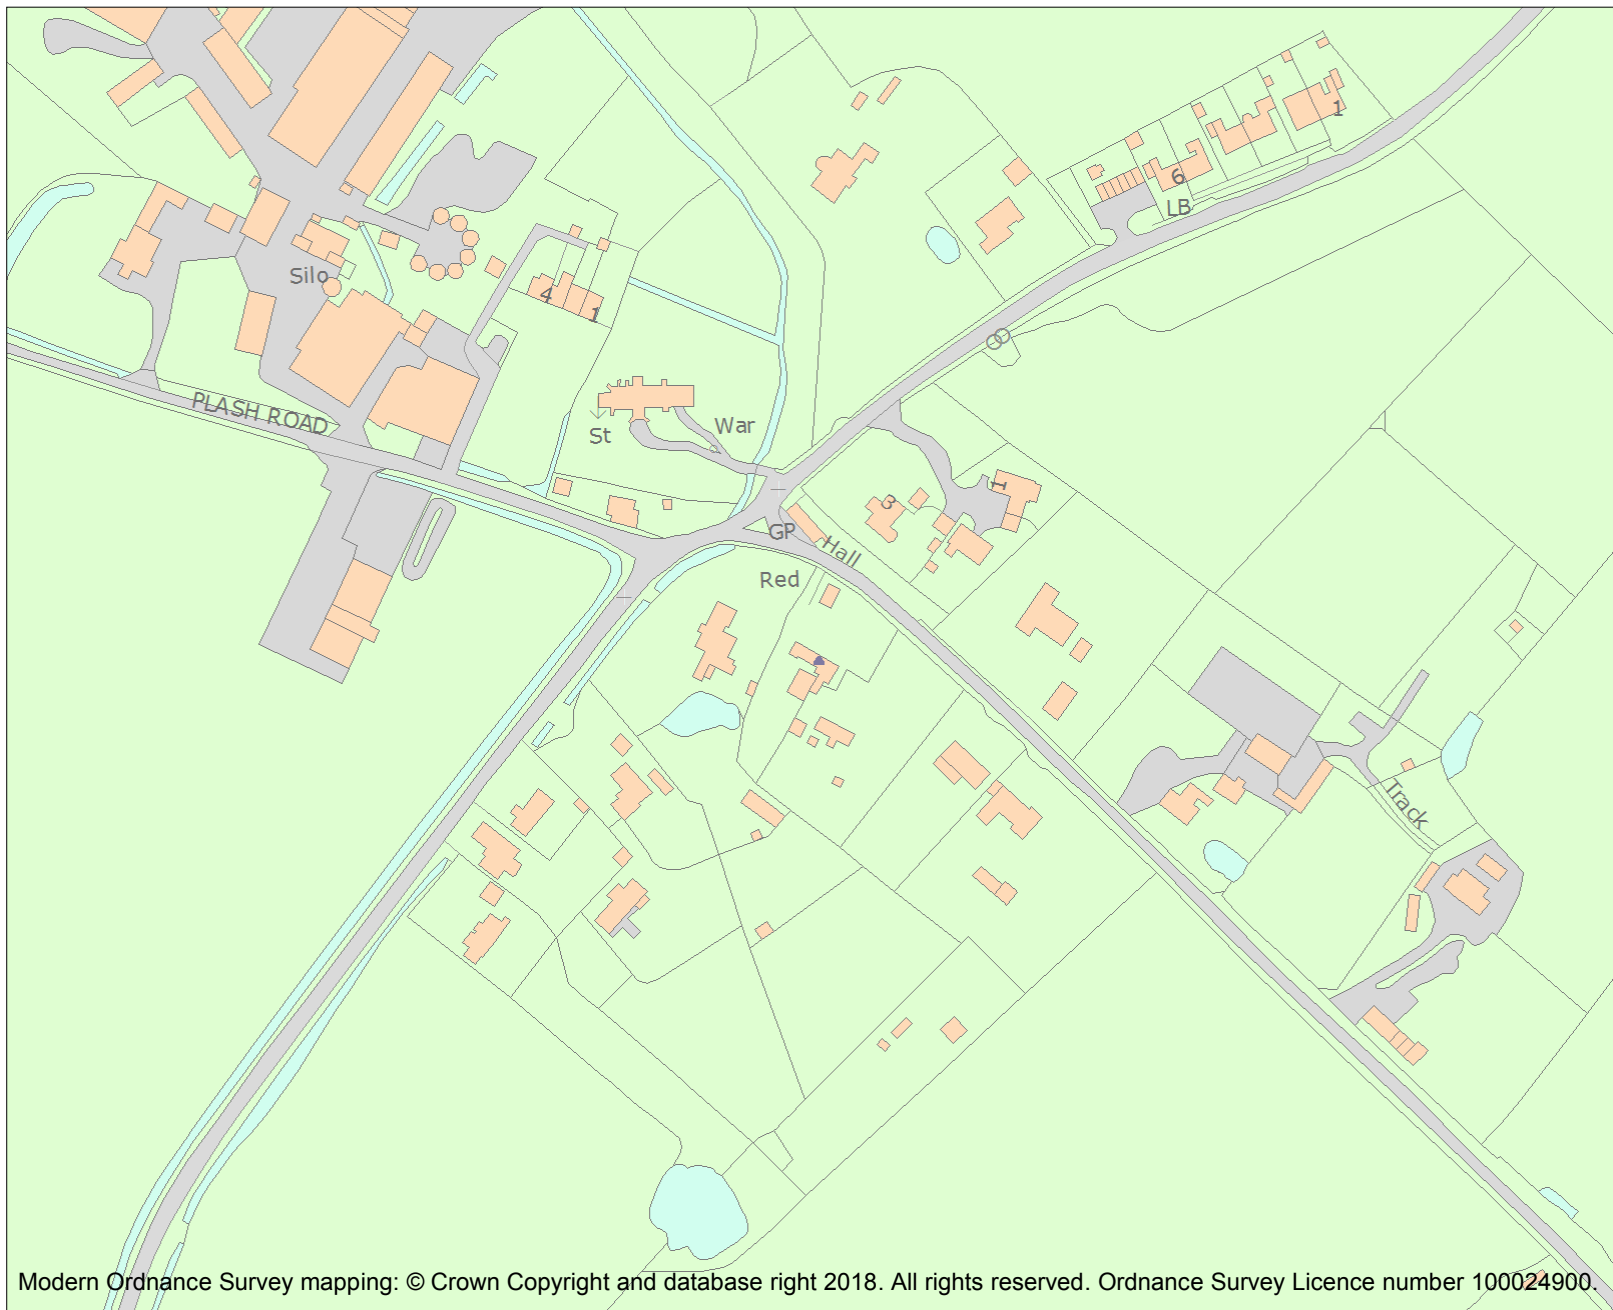 1
6
LB
Silo
4
1
PLASH ROAD
War
St
1
3
GP
Hall
Red
Track
Modern Ordnance Survey mapping: © Crown Copyright and database right 2018. All rights reserved. Ordnance Survey Licence number 100024900.